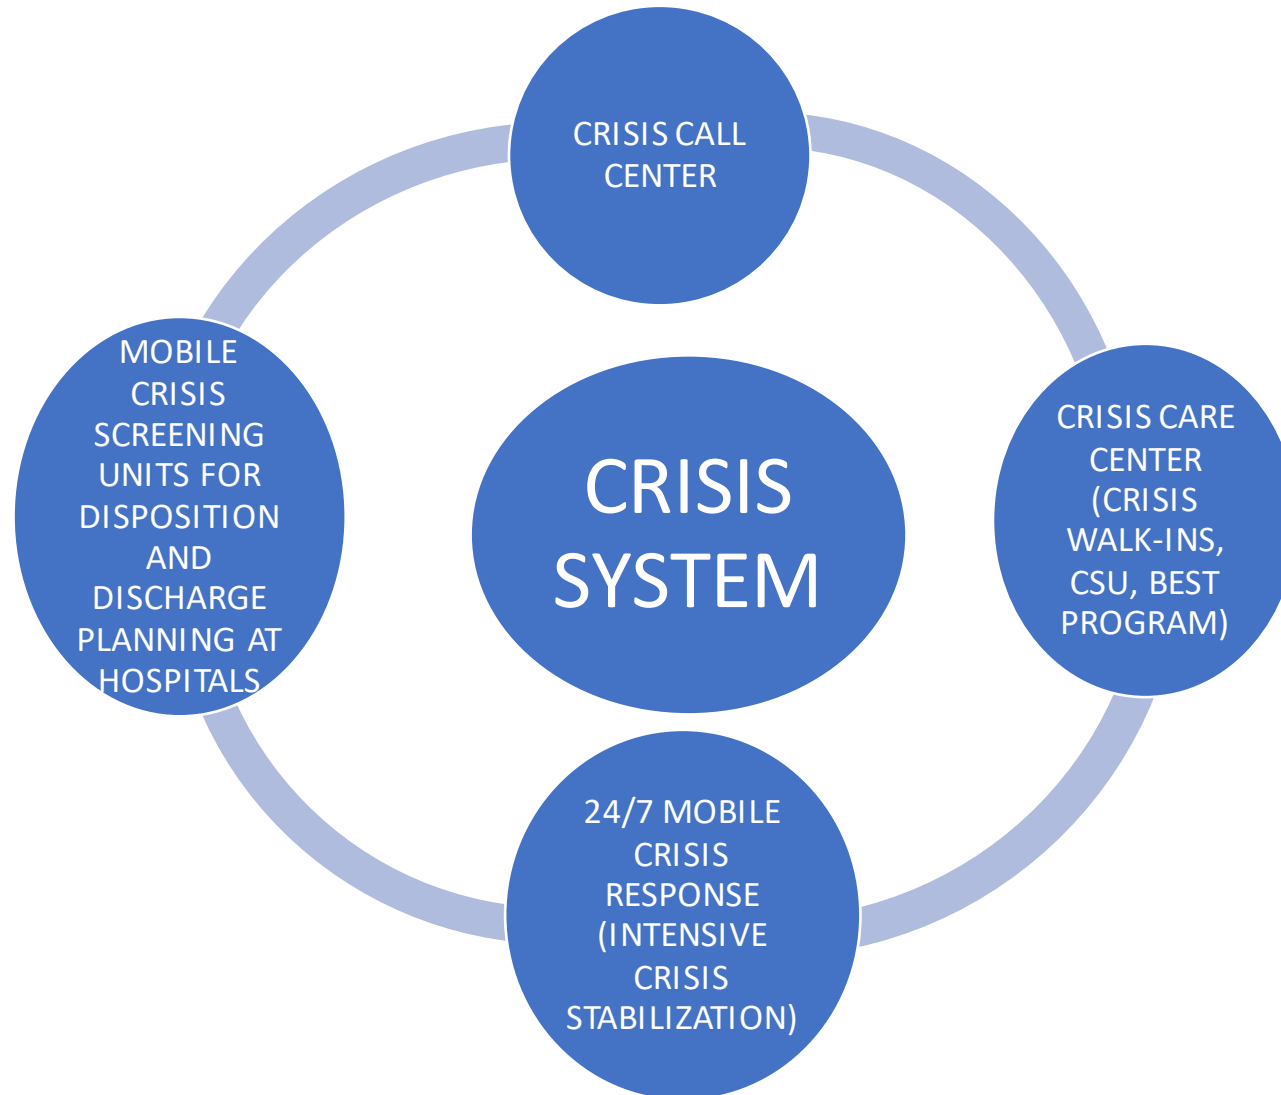 CRISIS CALL
CENTER
MOBILE
CRISIS
SCREENING
UNITS FOR
DISPOSITION
AND
DISCHARGE
PLANNING AT
HOSPITALS
CRISIS
SYSTEM
CRISIS CARE
CENTER
(CRISIS
WALK-INS,
CSU, BEST
PROGRAM)
24/7 MOBILE
CRISIS
RESPONSE
(INTENSIVE
CRISIS
STABILIZATION)